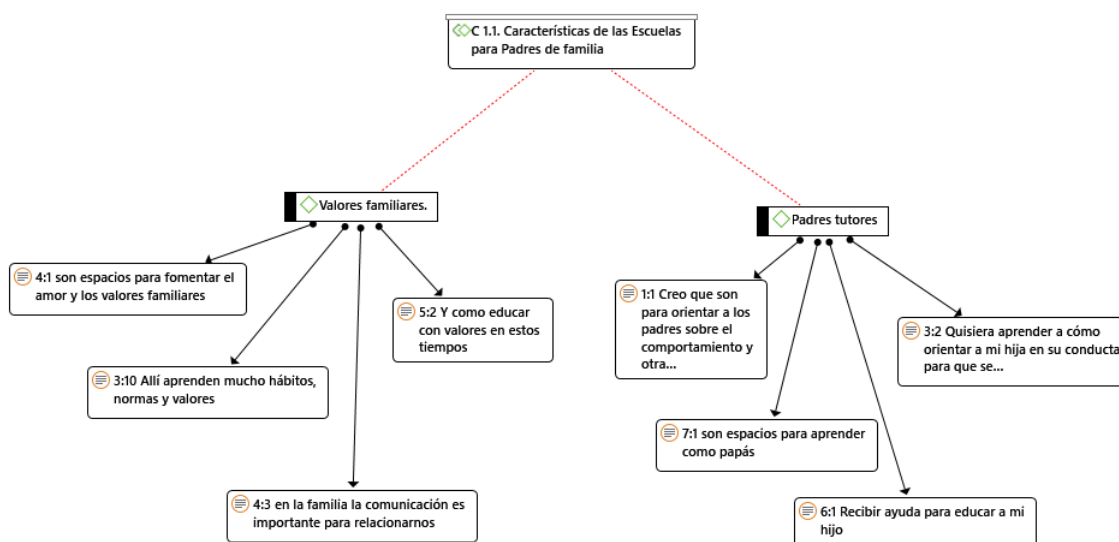 C 1.1. Características de las Escuelas
para Padres de familia
Valores familiares.
Padres tutores
4:1 son espacios para fomentar el
amor y los valores familiares
5:2 Y como educar
con valores en estos
tiempos
3:10 Allí aprenden mucho hábitos,
normas y valores
4:3 en la familia la comunicación es
importante para relacionarnos
1:1 Creo que son
para orientar a los
padres sobre el
comportamiento y
otra...
3:2 Quisiera aprender a cómo
orientar a mi hija en su conducta
para que se...
7:1 son espacios para aprender
como papás
6:1 Recibir ayuda para educar a mi
hijo